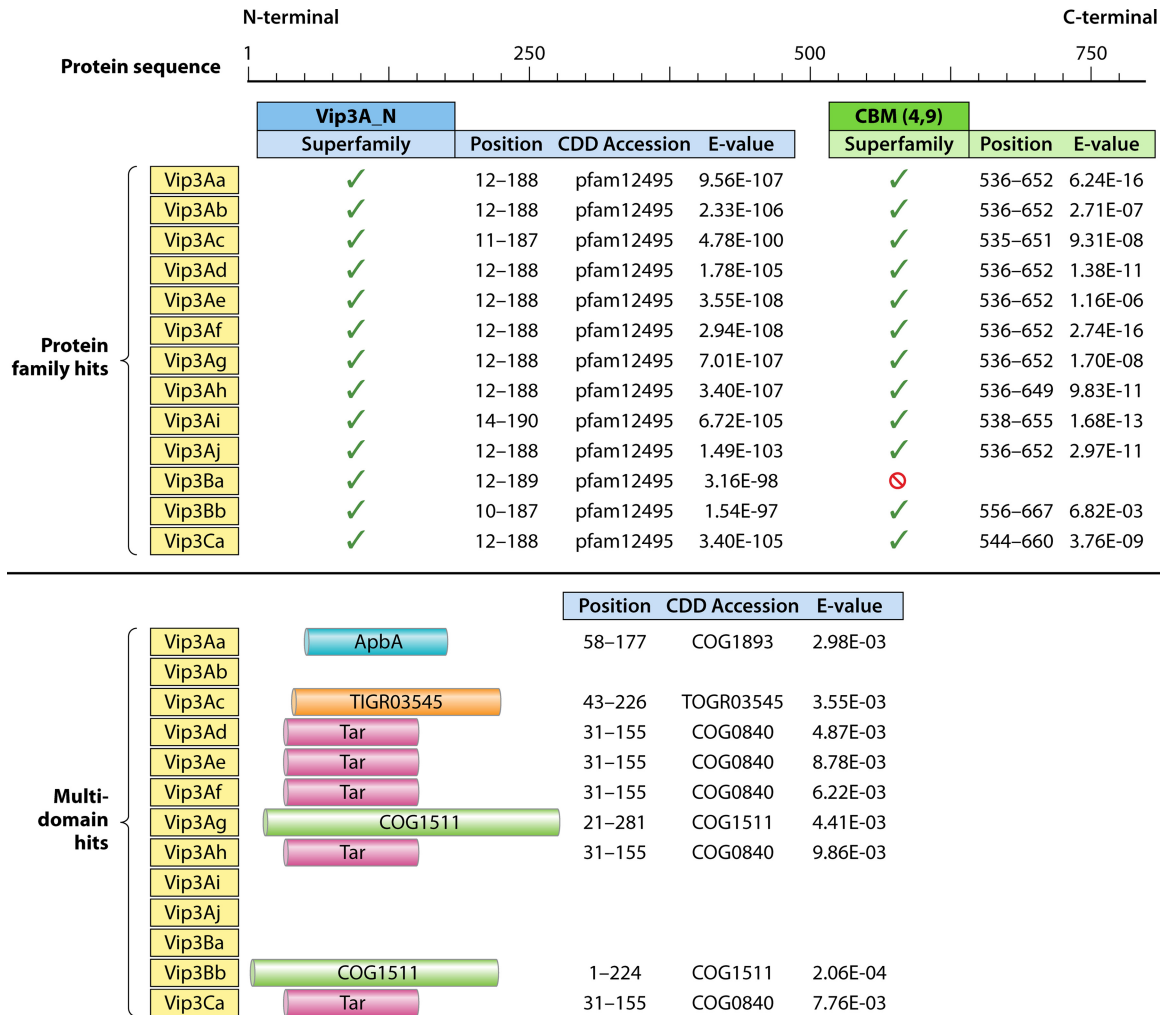 N-terminal C-terminal
1 250 500 750
Protein sequence
Vip3A_N CBM (4,9)
Superfamily Position CDD Accession E-value Superfamily Position E-value
Protein family hits
Vip3Aa 12–188 pfam12495 9.56E-107 536–652 6.24E-16
Vip3Ab 12–188 pfam12495 2.33E-106 536–652 2.71E-07
Vip3Ac 11–187 pfam12495 4.78E-100 535–651 9.31E-08
Vip3Ad 12–188 pfam12495 1.78E-105 536–652 1.38E-11
Vip3Ae 12–188 pfam12495 3.55E-108 536–652 1.16E-06
Vip3Af 12–188 pfam12495 2.94E-108 536–652 2.74E-16
Vip3Ag 12–188 pfam12495 7.01E-107 536–652 1.70E-08
Vip3Ah 12–188 pfam12495 3.40E-107 536–649 9.83E-11
Vip3Ai 14–190 pfam12495 6.72E-105 538–655 1.68E-13
Vip3Aj 12–188 pfam12495 1.49E-103 536–652 2.97E-11
Vip3Ba 12–189 pfam12495 3.16E-98
Vip3Bb 10–187 pfam12495 1.54E-97 556–667 6.82E-03
Vip3Ca 12–188 pfam12495 3.40E-105 544–660 3.76E-09
Position CDD Accession E-value
Multi-
domain
hits
Vip3Aa ApbA 58–177 COG1893 2.98E-03
Vip3Ab
Vip3Ac TIGR03545 43–226 TOGR03545 3.55E-03
Vip3Ad Tar 31–155 COG0840 4.87E-03
Vip3Ae Tar 31–155 COG0840 8.78E-03
Vip3Af Tar 31–155 COG0840 6.22E-03
Vip3Ag COG1511 21–281 COG1511 4.41E-03
Vip3Ah Tar 31–155 COG0840 9.86E-03
Vip3Ai
Vip3Aj
Vip3Ba
Vip3Bb COG1511 1–224 COG1511 2.06E-04
Vip3Ca Tar 31–155 COG0840 7.76E-03